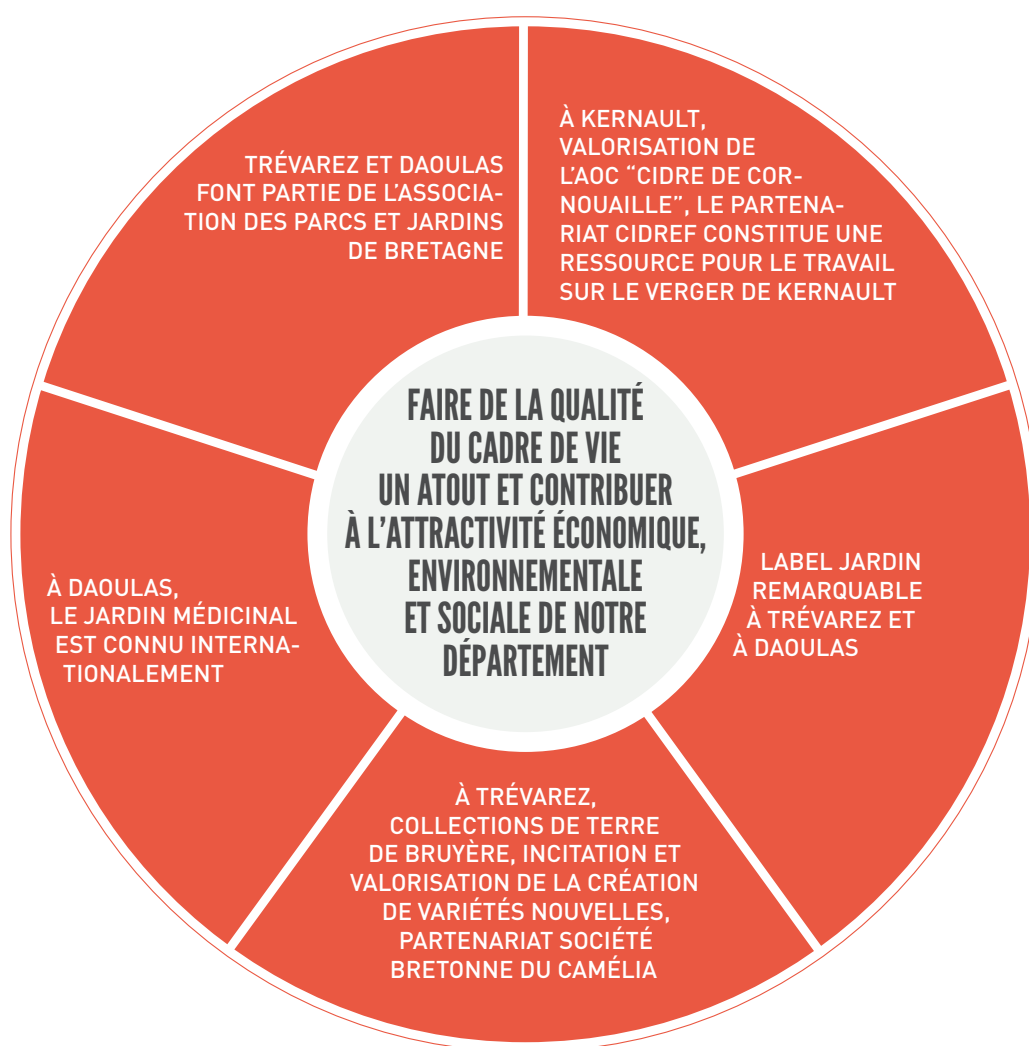 TRÉVAREZ ET DAOULAS
FONT PARTIE DE L'ASSOCIA-
TION DES PARCS ET JARDINS
DE BRETAGNE
À KERNAULT,
VALORISATION DE
L'AOC "CIDRE DE COR-
NOUAILLE", LE PARTENA-
RIAT CIDREF CONSTITUE UNE
RESSOURCE POUR LE TRAVAIL
SUR LE VERGER DE KERNAULT
FAIRE DE LA QUALITÉ
DU CADRE DE VIE
UN ATOUT ET CONTRIBUER
À L'ATTRACTIVITÉ ÉCONOMIQUE,
ENVIRONNEMENTALE
ET SOCIALE DE NOTRE
DÉPARTEMENT
À DAOULAS,
LE JARDIN MÉDICINAL
EST CONNU INTERNA-
TIONALEMENT
LABEL JARDIN
REMARQUABLE
À TRÉVAREZ ET
À DAOULAS
À TRÉVAREZ,
COLLECTIONS DE TERRE
DE BRUYÈRE, INCITATION ET
VALORISATION DE LA CRÉATION
DE VARIÉTÉS NOUVELLES,
PARTENARIAT SOCIÉTÉ
BRETONNE DU CAMÉLIA